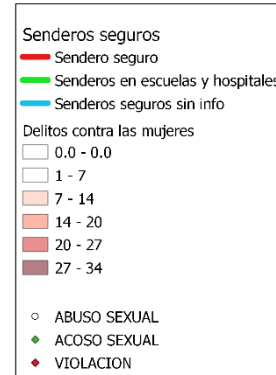 Senderos seguros
Sendero seguro
Senderos en escuelas y hospitales
Senderos seguros sin info
Delitos contra las mujeres
0.0 - 0.0
1 - 7
7 - 14
14 - 20
20 - 27
27 - 34
ABUSO SEXUAL
ACOSO SEXUAL
VIOLACION